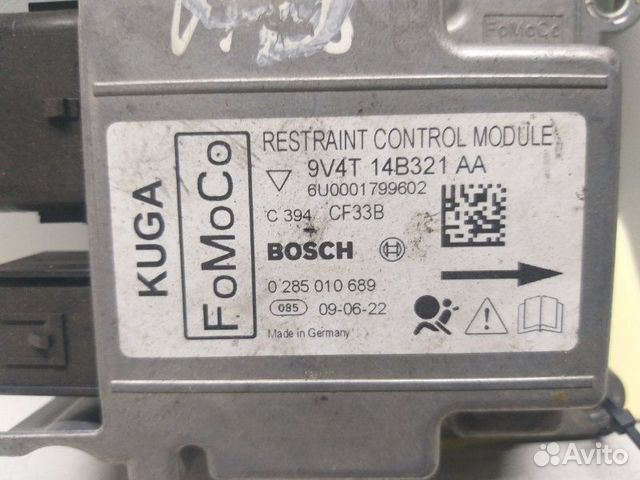 FoMoCo
KUGA
FoMoCo
RESTRAINT CONTROL MODULE
9V4T 14B321 AA
6U0001799602
C 394 CF33B
BOSCH
0 285 010 689
085 09-06-22
Made in Germany
Avito